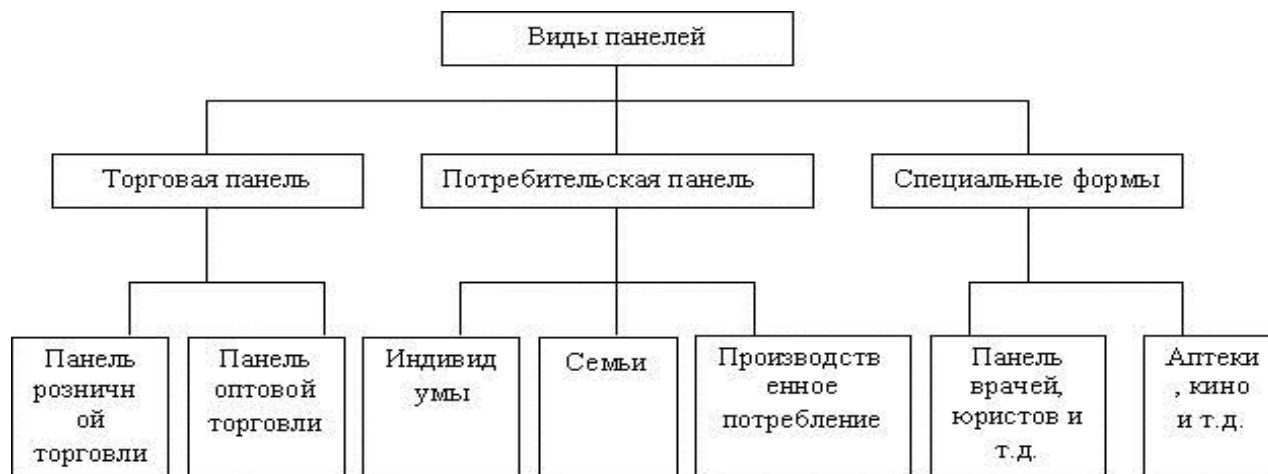 Виды панелей
Торговая панель
Потребительская панель
Специальные формы
Панель
розничн
ой
торговли
Панель
оптовой
торговли
Индивид
умы
Семьи
Производств
енное
потребление
Панель
врачей,
юристов и
т.д.
Аптеки
, кино
и т.д.